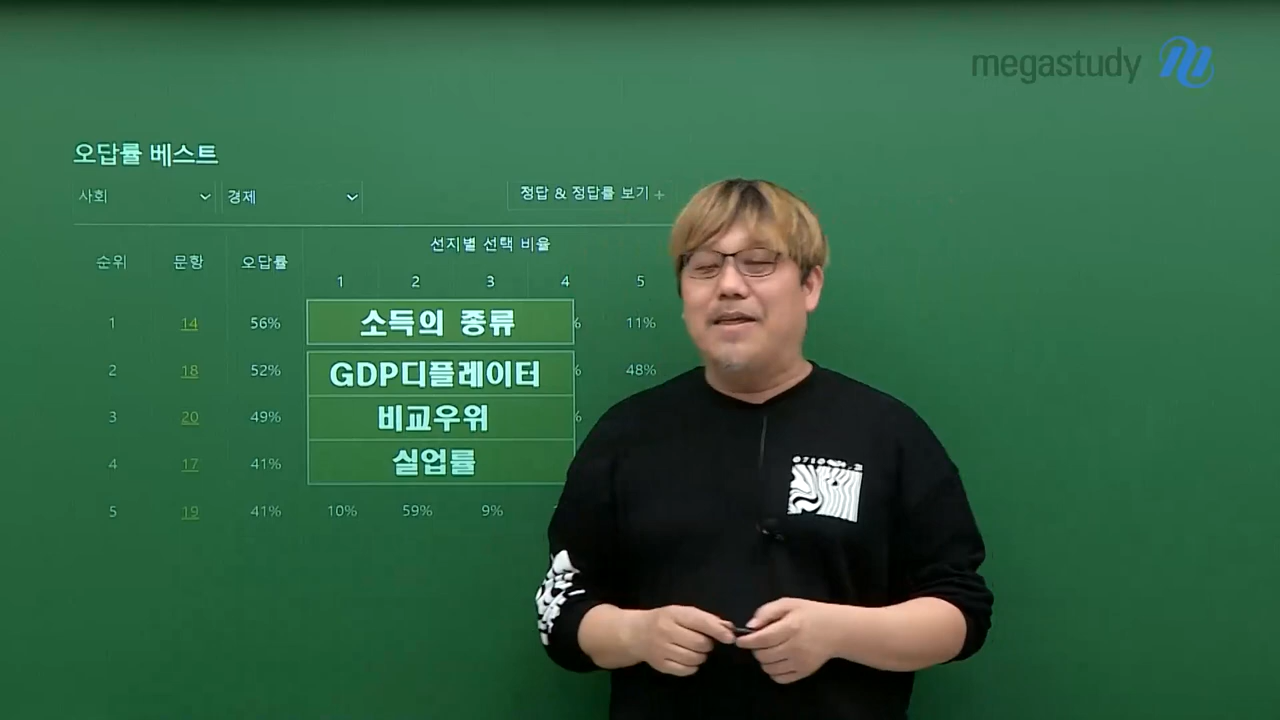 megastudy
오답률 베스트
사회 경제 정답 & 정답률 보기 +
선지별 선택 비율
순위 문항 오답률
1 2 3 4 5
1 14 56% 소득의 종류 % 11%
2 18 52% GDP디플레이터 % 48%
3 20 49% 비교우위 %
4 17 41% 실업률
5 19 41% 10% 59% 9%